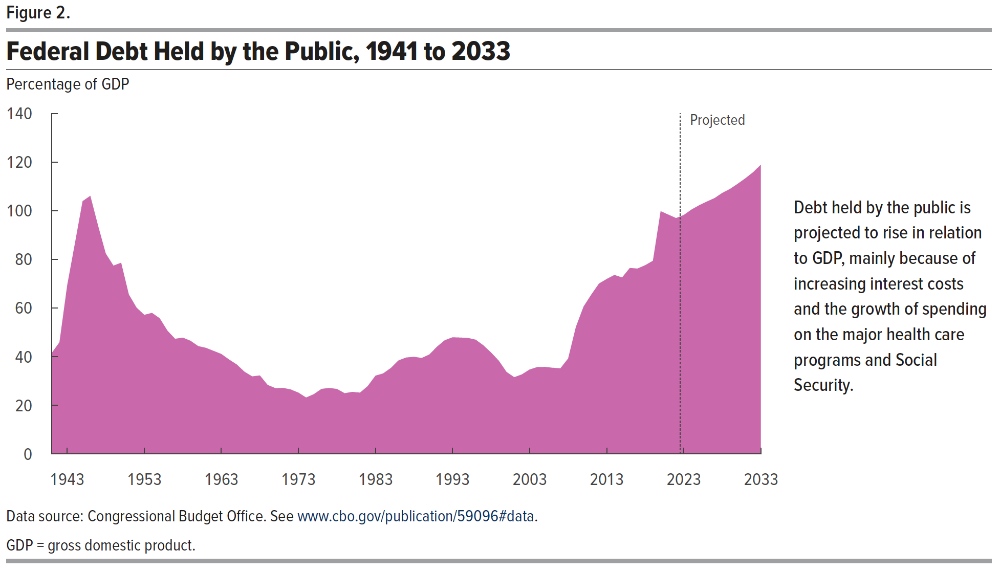 Figure 2.
Federal Debt Held by the Public, 1941 to 2033
Percentage of GDP
140
120
100
80
60
40
20
0
Projected
1943 1953 1963 1973 1983 1993 2003 2013 2023 2033
Debt held by the public is
projected to rise in relation
to GDP, mainly because of
increasing interest costs
and the growth of spending
on the major health care
programs and Social
Security.
Data source: Congressional Budget Office. See www.cbo.gov/publication/59096#data.
GDP = gross domestic product.